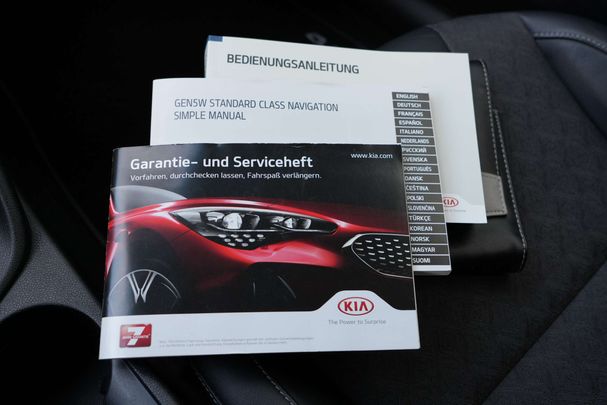 BEDIENUNGSANLEITUNG
GEN5W STANDARD CLASS NAVIGATION
SIMPLE MANUAL
ENGLISH
DEUTSCH
FRANÇAIS
ESPAÑOL
ITALIANO
NEDERLANDS
РУССКИЙ
SVENSKA
PORTUGUÊS
DANSK
ČEŠTINA
POLSKI
SLOVENČINA
TÜRKÇE
KOREAN
NORSK
MAGYAR
SUOMI
KIA
Garantie- und Serviceheft
www.kia.com
Vorfahren, durchchecken lassen, Fahrspaß verlängern.
KIA
The Power to Surprise
7